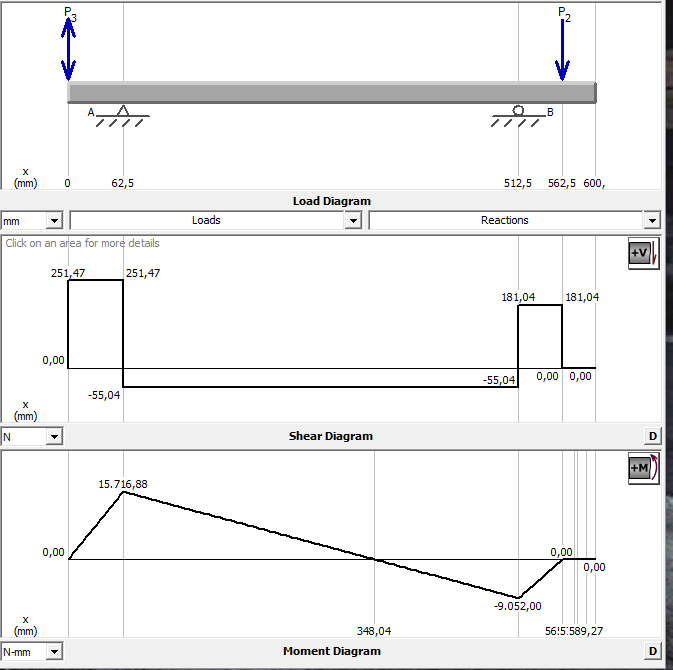 P3 P2
A B
x
(mm) 0 62,5 512,5 562,5 600,
Load Diagram
mm Loads Reactions
Click on an area for more details
+V
251,47 251,47
181,04 181,04
0,00
-55,04 -55,04 0,00 0,00
x
(mm)
N Shear Diagram D
+M
15.716,88
0,00 0,00
0,00
-9.052,00
x
(mm) 348,04 589,27
N-mm Moment Diagram D